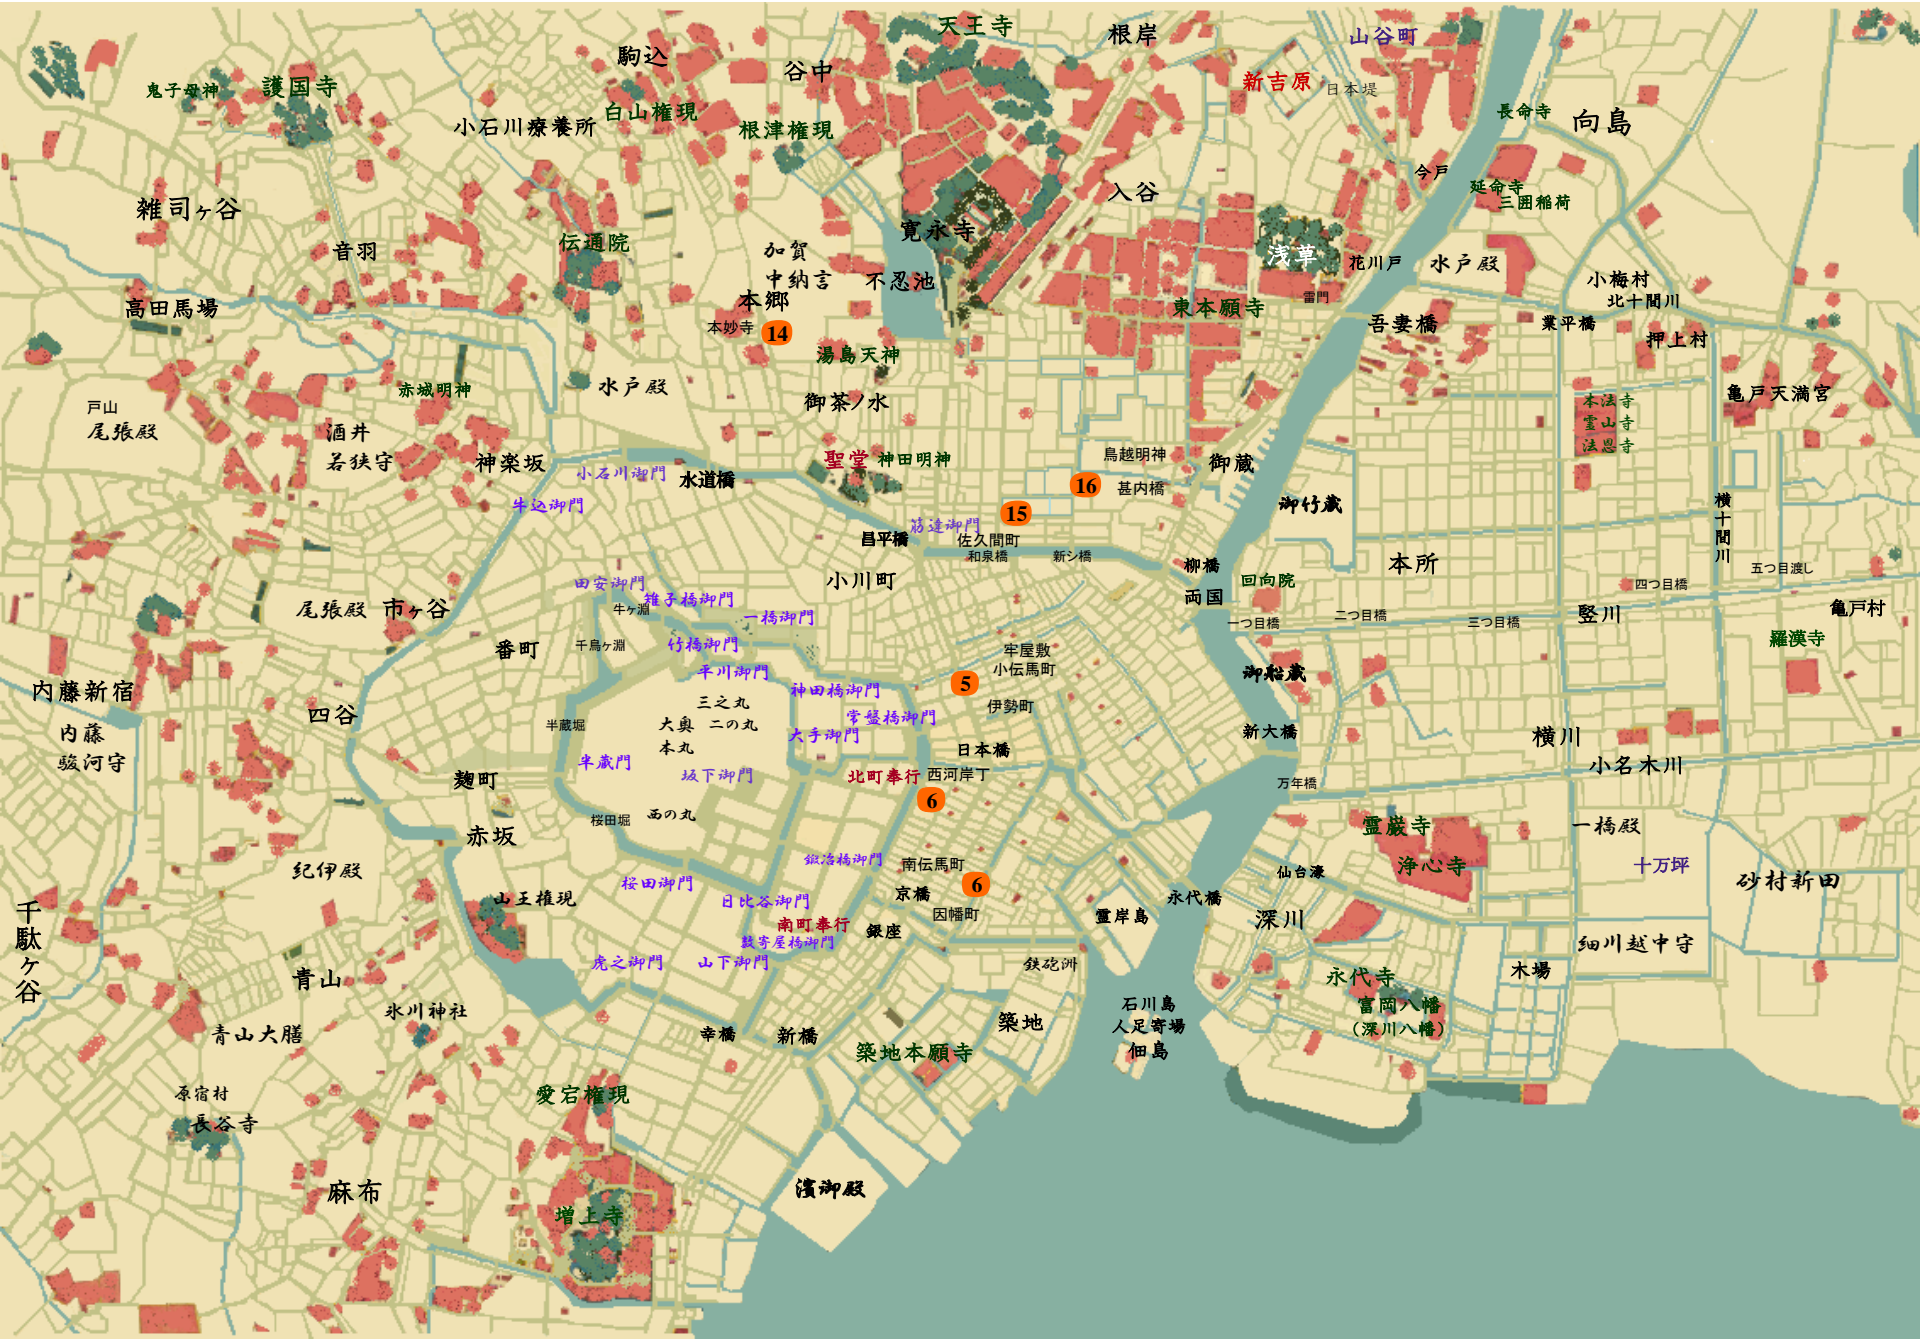 天王寺
根岸
山谷町
駒込
谷中
鬼子母神
護国寺
新吉原
日本堤
白山権現
小石川療養所
根津権現
長命寺
向島
今戸
延命寺
三囲稲荷
雑司ヶ谷
入谷
音羽
伝通院
加賀
中納言
寛永寺
浅草
花川戸
水戸殿
不忍池
小梅村
北十間川
高田馬場
本郷
本妙寺
14
東本願寺
雷門
吾妻橋
業平橋
押上村
湯島天神
赤城明神
水戸殿
御茶ノ水
本法寺
霊山寺
法恩寺
亀戸天満宮
戸山
尾張殿
酒井
若狭守
神楽坂
小石川御門
水道橋
聖堂
神田明神
鳥越明神
御蔵
16
甚内橋
牛込御門
御竹蔵
横十間川
15
筋違御門
昌平橋
佐久間町
和泉橋
新シ橋
柳橋
本所
五つ目渡し
小川町
田安御門
雉子橋御門
牛ヶ淵
一橋御門
回向院
両国
四つ目橋
尾張殿
市ヶ谷
一つ目橋
二つ目橋
三つ目橋
竪川
亀戸村
羅漢寺
番町
千鳥ヶ淵
竹橋御門
牢屋敷
小伝馬町
平川御門
御船蔵
5
神田橋御門
内藤新宿
四谷
三之丸
大奥
二の丸
本丸
常盤橋御門
大手御門
伊勢町
内藤
駿河守
半蔵堀
半蔵門
日本橋
新大橋
横川
小名木川
麹町
坂下御門
北町奉行
西河岸丁
6
万年橋
桜田堀
西の丸
赤坂
霊巌寺
浄心寺
一橋殿
十万坪
砂村新田
紀伊殿
鍛冶橋御門
南伝馬町
6
仙台濠
桜田御門
京橋
永代橋
山王権現
日比谷御門
因幡町
霊岸島
深川
千駄ヶ谷
南町奉行
銀座
数寄屋橋御門
細川越中守
虎之御門
山下御門
鉄砲洲
木場
青山
永代寺
富岡八幡
(深川八幡)
氷川神社
石川島
人足寄場
佃島
青山大膳
幸橋
新橋
築地
築地本願寺
原宿村
長谷寺
愛宕権現
麻布
濱御殿
増上寺